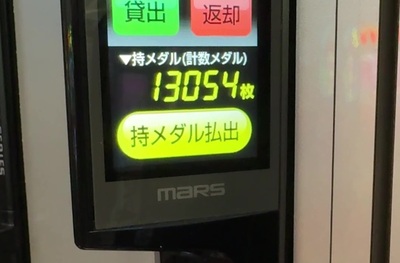 貸出 返却
▼持メダル(計数メダル)
13054枚
持メダル払出
mars